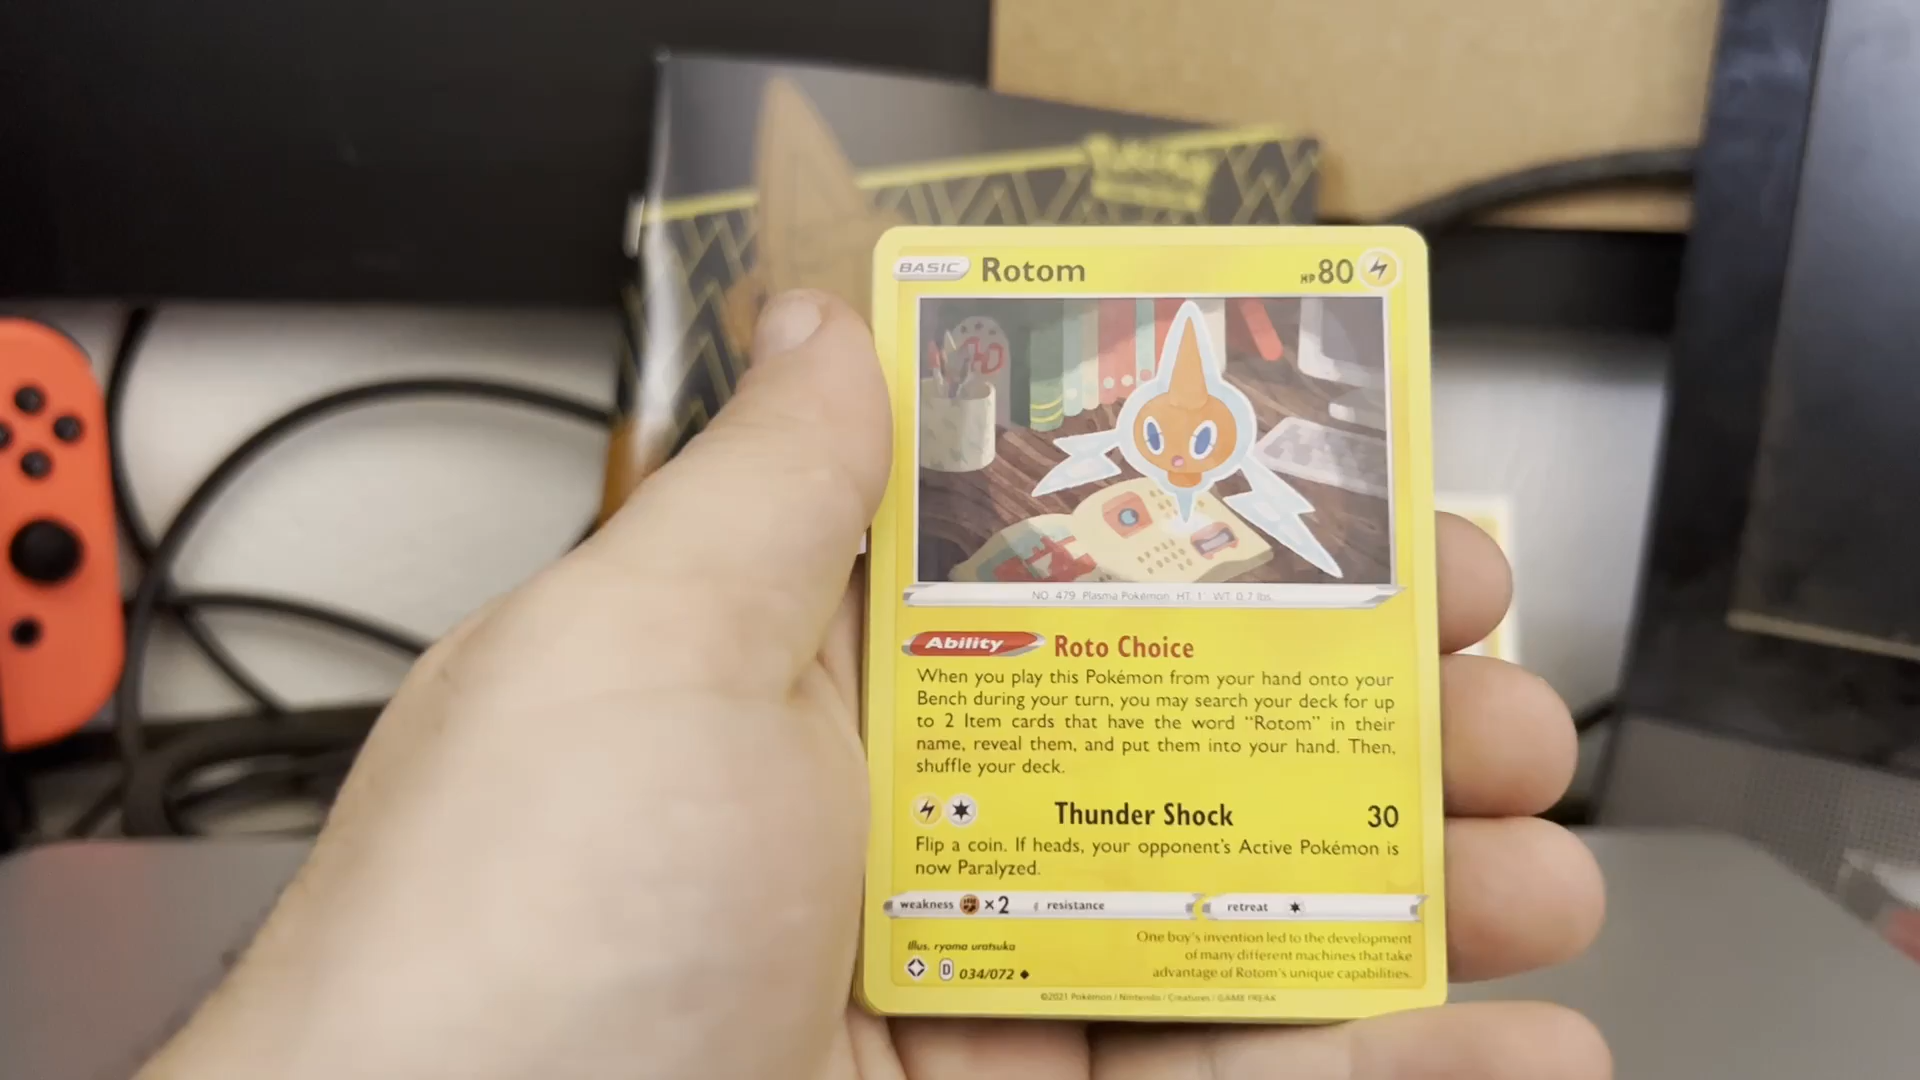 BASIC Rotom HP 80
NO. 479 Plasma Pokémon HT 1' WT 0.7 lbs.
Ability Roto Choice
When you play this Pokémon from your hand onto your
Bench during your turn, you may search your deck for up
to 2 Item cards that have the word “Rotom” in their
name, reveal them, and put them into your hand. Then,
shuffle your deck.
Thunder Shock 30
Flip a coin. If heads, your opponent's Active Pokémon is
now Paralyzed.
weakness ×2 resistance retreat
Illus. ryoma uratsuka
One boy's invention led to the development
of many different machines that take
advantage of Rotom's unique capabilities.
D 034/072
©2021 Pokémon / Nintendo / Creatures / GAME FREAK